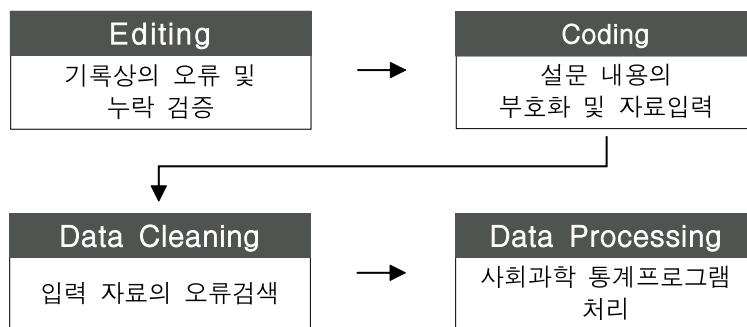 Editing
기록상의 오류 및
누락 검증
Coding
설문 내용의
부호화 및 자료입력
Data Cleaning
입력 자료의 오류검색
Data Processing
사회과학 통계프로그램
처리